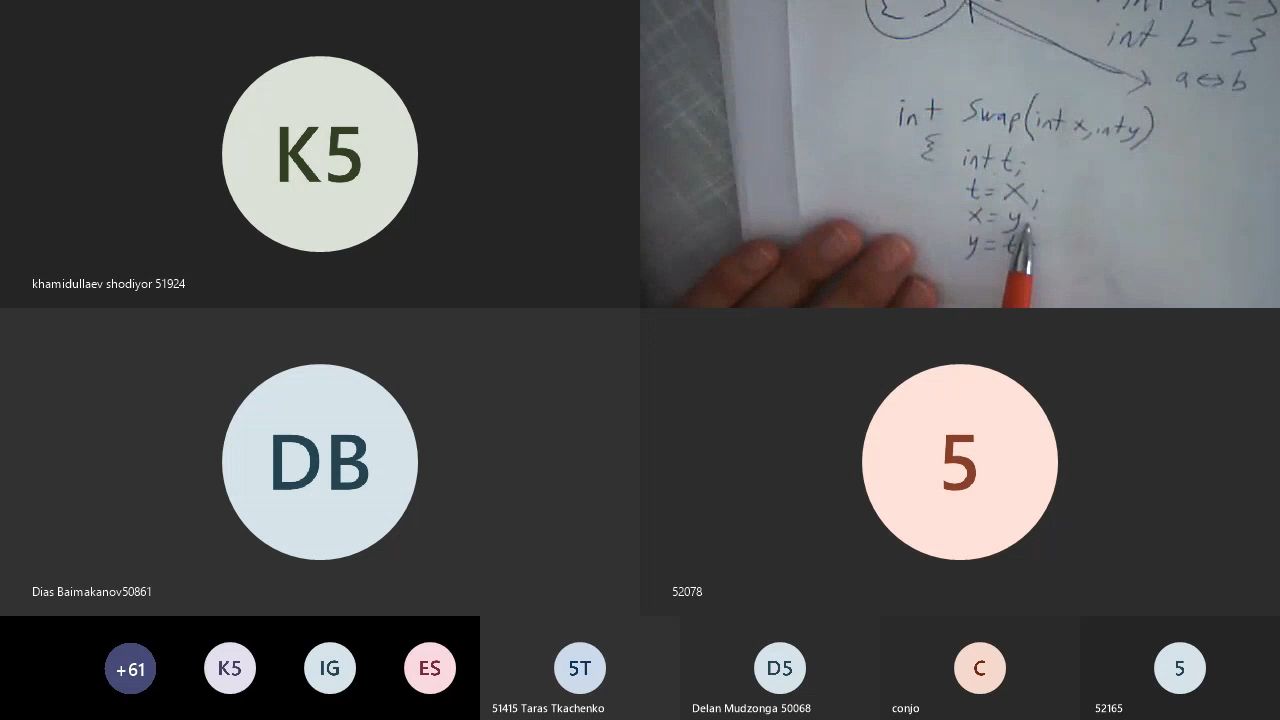 K5
khamidullaev shodiyor 51924
int a = 3
int b = 3
a ⇔ b
int Swap(int x, int y)
{
int t;
t = x;
x = y;
y = t;
DB
Dias Baimakanov50861
5
52078
+61
K5
IG
ES
5T
51415 Taras Tkachenko
D5
Delan Mudzonga 50068
C
conjo
5
52165